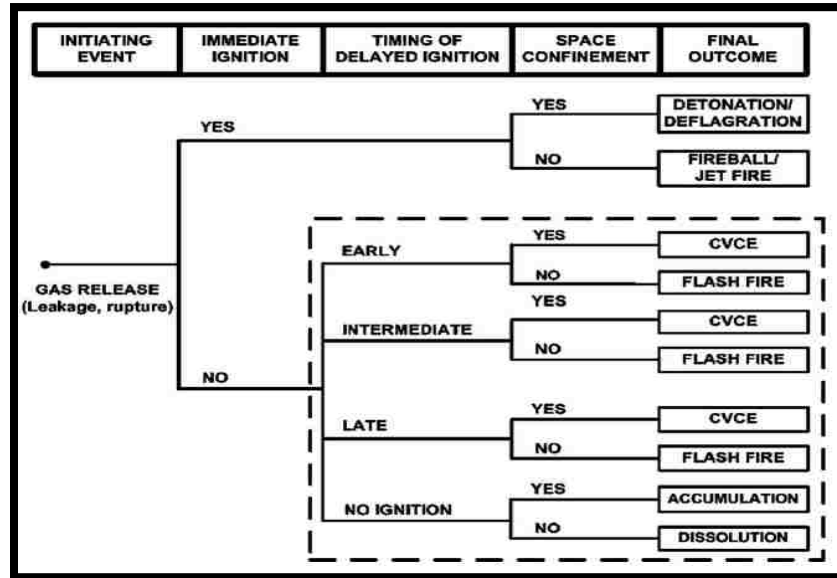 INITIATING
EVENT
IMMEDIATE
IGNITION
TIMING OF
DELAYED IGNITION
SPACE
CONFINEMENT
FINAL
OUTCOME
YES
YES
DETONATION/
DEFLAGRATION
NO
FIREBALL/
JET FIRE
GAS RELEASE
(Leakage, rupture)
NO
EARLY
YES
CVCE
NO
FLASH FIRE
INTERMEDIATE
YES
CVCE
NO
FLASH FIRE
LATE
YES
CVCE
NO
FLASH FIRE
NO IGNITION
YES
ACCUMULATION
NO
DISSOLUTION